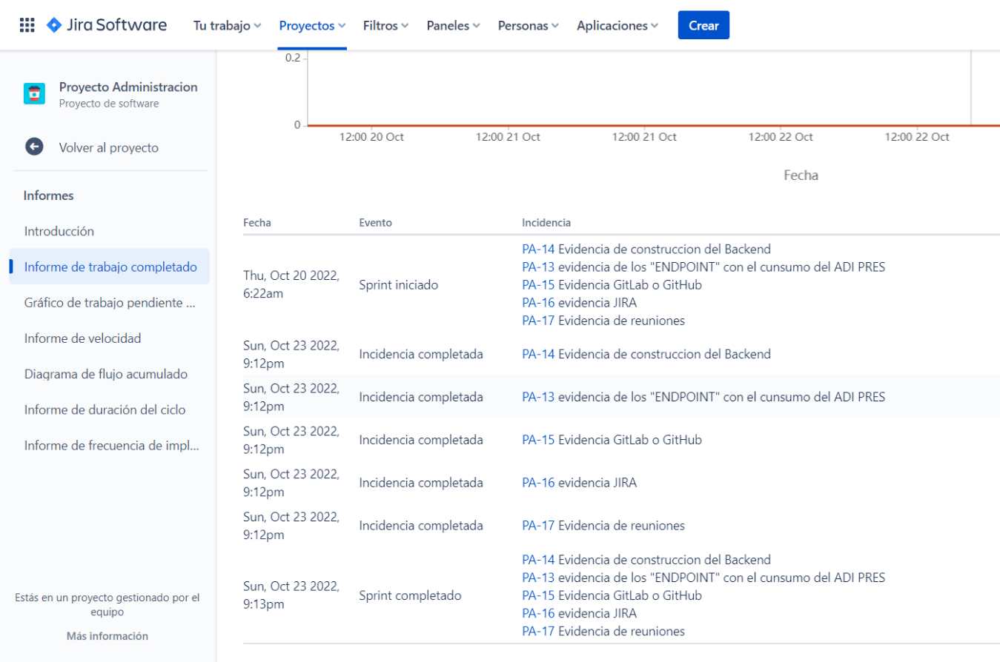 Jira Software Tu trabajo Proyectos Filtros Paneles Personas Aplicaciones Crear
Proyecto Administracion
Proyecto de software
Volver al proyecto
Informes
Introducción
Informe de trabajo completado
Gráfico de trabajo pendiente ...
Informe de velocidad
Diagrama de flujo acumulado
Informe de duración del ciclo
Informe de frecuencia de impl...
Estás en un proyecto gestionado por el
equipo
Más información
0.2
0
12:00 20 Oct 12:00 21 Oct 12:00 21 Oct 12:00 22 Oct 12:00 22 Oct
Fecha
Fecha Evento Incidencia
Thu, Oct 20 2022,
6:22am
Sprint iniciado
PA-14 Evidencia de construccion del Backend
PA-13 evidencia de los "ENDPOINT" con el cunsumo del ADI PRES
PA-15 Evidencia GitLab o GitHub
PA-16 evidencia JIRA
PA-17 Evidencia de reuniones
Sun, Oct 23 2022,
9:12pm
Incidencia completada
PA-14 Evidencia de construccion del Backend
Sun, Oct 23 2022,
9:12pm
Incidencia completada
PA-13 evidencia de los "ENDPOINT" con el cunsumo del ADI PRES
Sun, Oct 23 2022,
9:12pm
Incidencia completada
PA-15 Evidencia GitLab o GitHub
Sun, Oct 23 2022,
9:12pm
Incidencia completada
PA-16 evidencia JIRA
Sun, Oct 23 2022,
9:12pm
Incidencia completada
PA-17 Evidencia de reuniones
Sun, Oct 23 2022,
9:13pm
Sprint completado
PA-14 Evidencia de construccion del Backend
PA-13 evidencia de los "ENDPOINT" con el cunsumo del ADI PRES
PA-15 Evidencia GitLab o GitHub
PA-16 evidencia JIRA
PA-17 Evidencia de reuniones